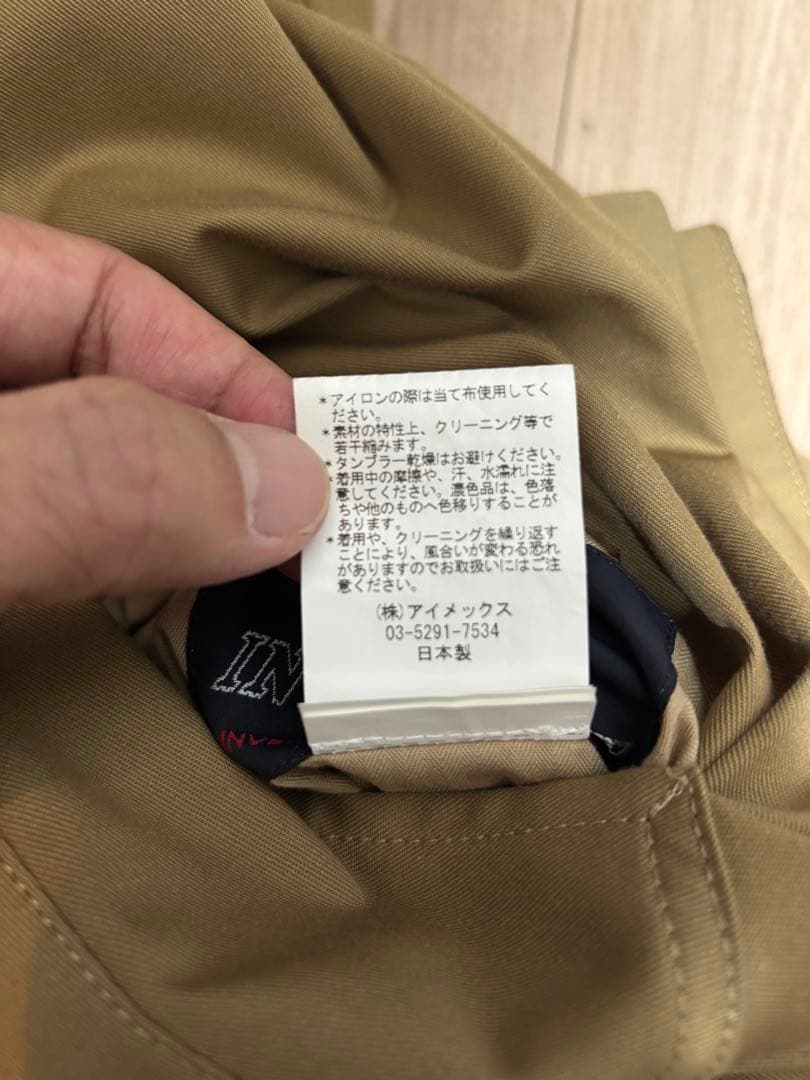 *アイロンの際は当て布使用してく
ださい。
*素材の特性上、クリーニング等で
若干縮みます。
*タンブラー乾燥はお避けください。
*着用中の摩擦や、汗、水濡れに注
意してください。濃色品は、色落
ちや他のものへ色移りすることが
あります。
*着用や、クリーニングを繰り返す
ことにより、風合いが変わる恐れ
がありますのでお取扱いにはご注
意ください。
(株)アイメックス
03-5291-7534
日本製
IN